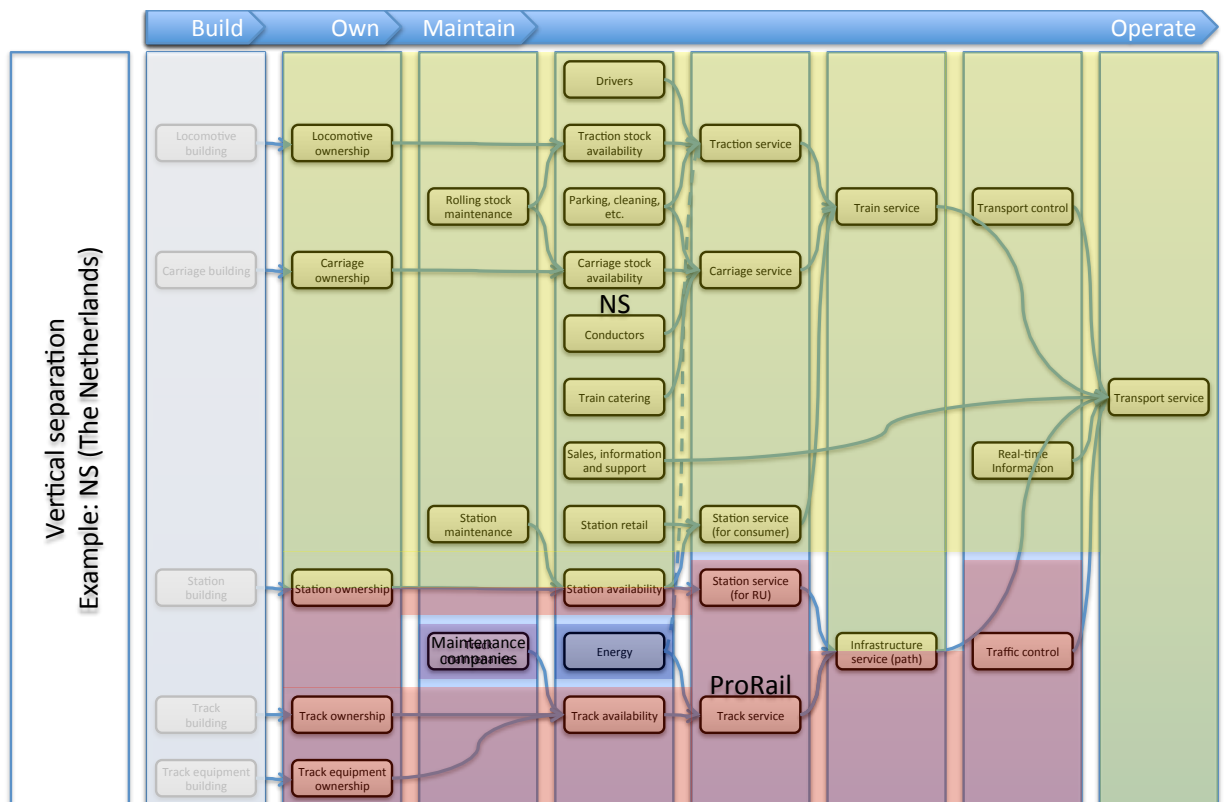 Build
Own
Maintain
Operate
Vertical separation
Example: NS (The Netherlands)
Drivers
Locomotive
building
Locomotive
ownership
Traction stock
availability
Traction service
Rolling stock
maintenance
Parking, cleaning,
etc.
Train service
Transport control
Carriage building
Carriage
ownership
Carriage stock
availability
Carriage service
NS
Conductors
Train catering
Transport service
Sales, information
and support
Real-time
Information
Station
maintenance
Station retail
Station service
(for consumer)
Station
building
Station ownership
Station availability
Station service
(for RU)
Maintenance
companies
Energy
Infrastructure
service (path)
Traffic control
ProRail
Track
building
Track ownership
Track availability
Track service
Track equipment
building
Track equipment
ownership